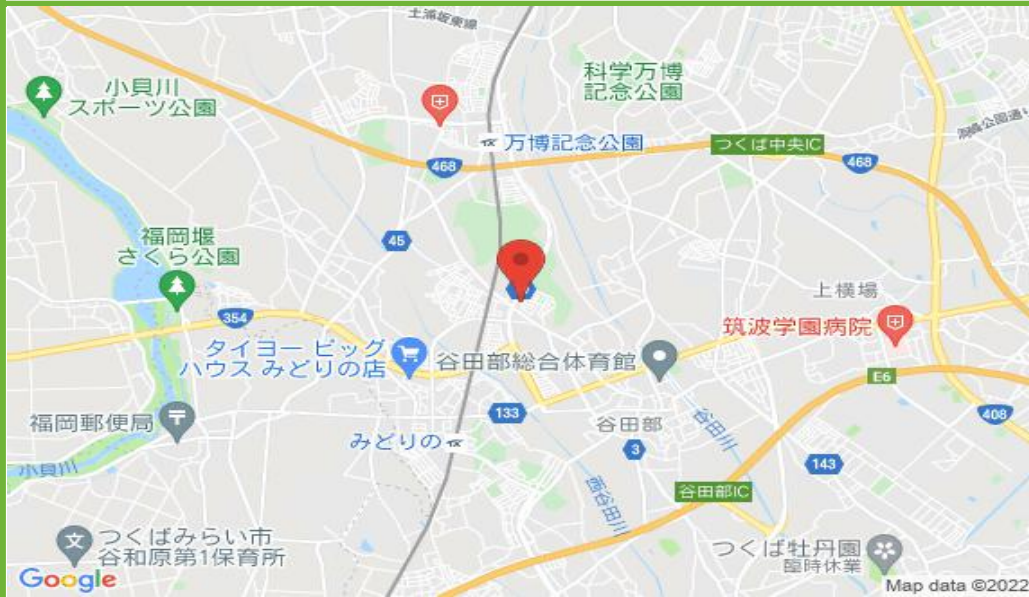 土浦坂東線
小貝川
スポーツ公園
科学万博
記念公園
万博記念公園
つくば中央IC
468
468
45
福岡堰
さくら公園
354
上横場
筑波学園病院
タイヨー ビッグ
ハウス みどりの店
谷田部総合体育館
E6
福岡郵便局
133
谷田部
谷田川
408
みどりの
3
143
小貝川
西谷田川
谷田部IC
つくばみらい市
谷和原第1保育所
つくば牡丹園
臨時休業
Google
Map data ©2022